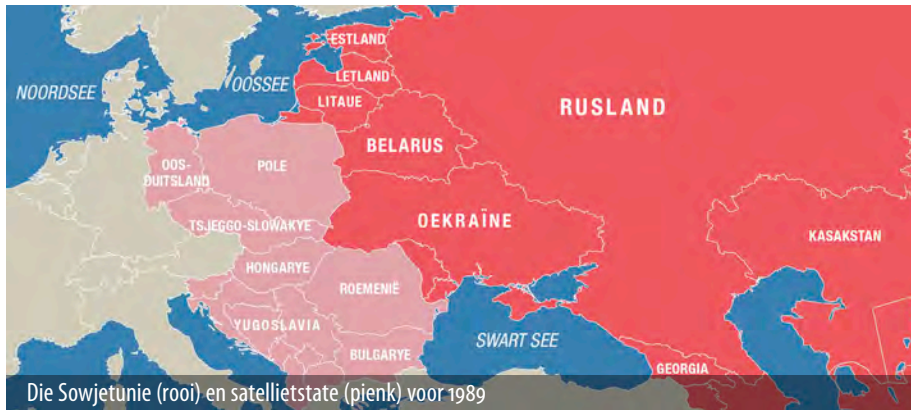 ESTLAND
NOORDSEE
OOSSEE
LETLAND
LITAUE
RUSLAND
BELARUS
OOS-
DUITSLAND
POLE
TSJEGGO-SLOWAKYE
OEKRAÏNE
KASAKSTAN
HONGARYE
ROEMENIË
YUGOSLAVIA
SWART SEE
BULGARYE
GEORGIA
Die Sowjetunie (rooi) en satellietstate (pienk) voor 1989